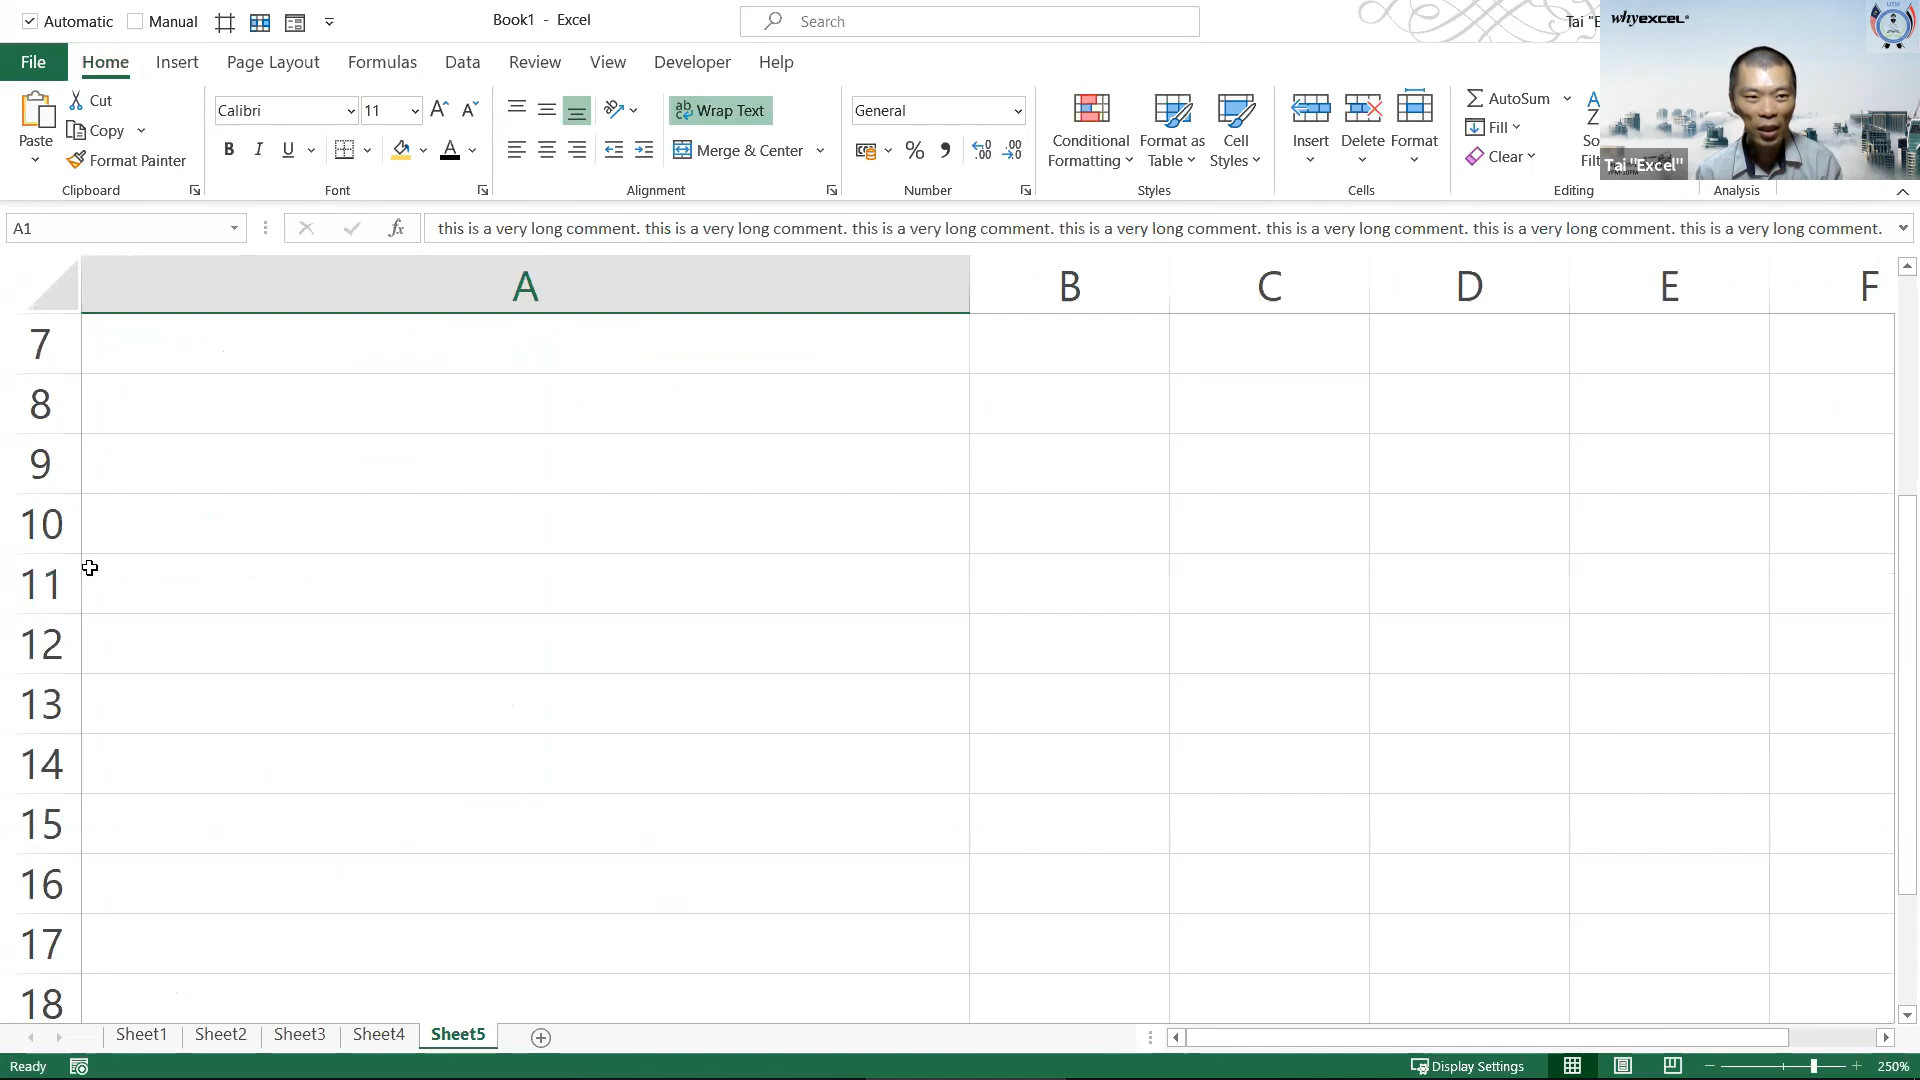 Automatic Manual Book1 - Excel Search Tai "E whyexcel UTM
File Home Insert Page Layout Formulas Data Review View Developer Help
Paste Cut Copy Format Painter Clipboard
Calibri 11 B I U A Font
ab Wrap Text Merge & Center Alignment
General % , .00 Number
Conditional Formatting Format as Table Cell Styles Styles
Insert Delete Format Cells
AutoSum Fill Clear A Z So Filt Editing
Tai "Excel"
Analysis
A1 fx this is a very long comment. this is a very long comment. this is a very long comment. this is a very long comment. this is a very long comment. this is a very long comment. this is a very long comment.
A B C D E F
7
8
9
10
11
12
13
14
15
16
17
18
Sheet1 Sheet2 Sheet3 Sheet4 Sheet5
Ready Display Settings 250%